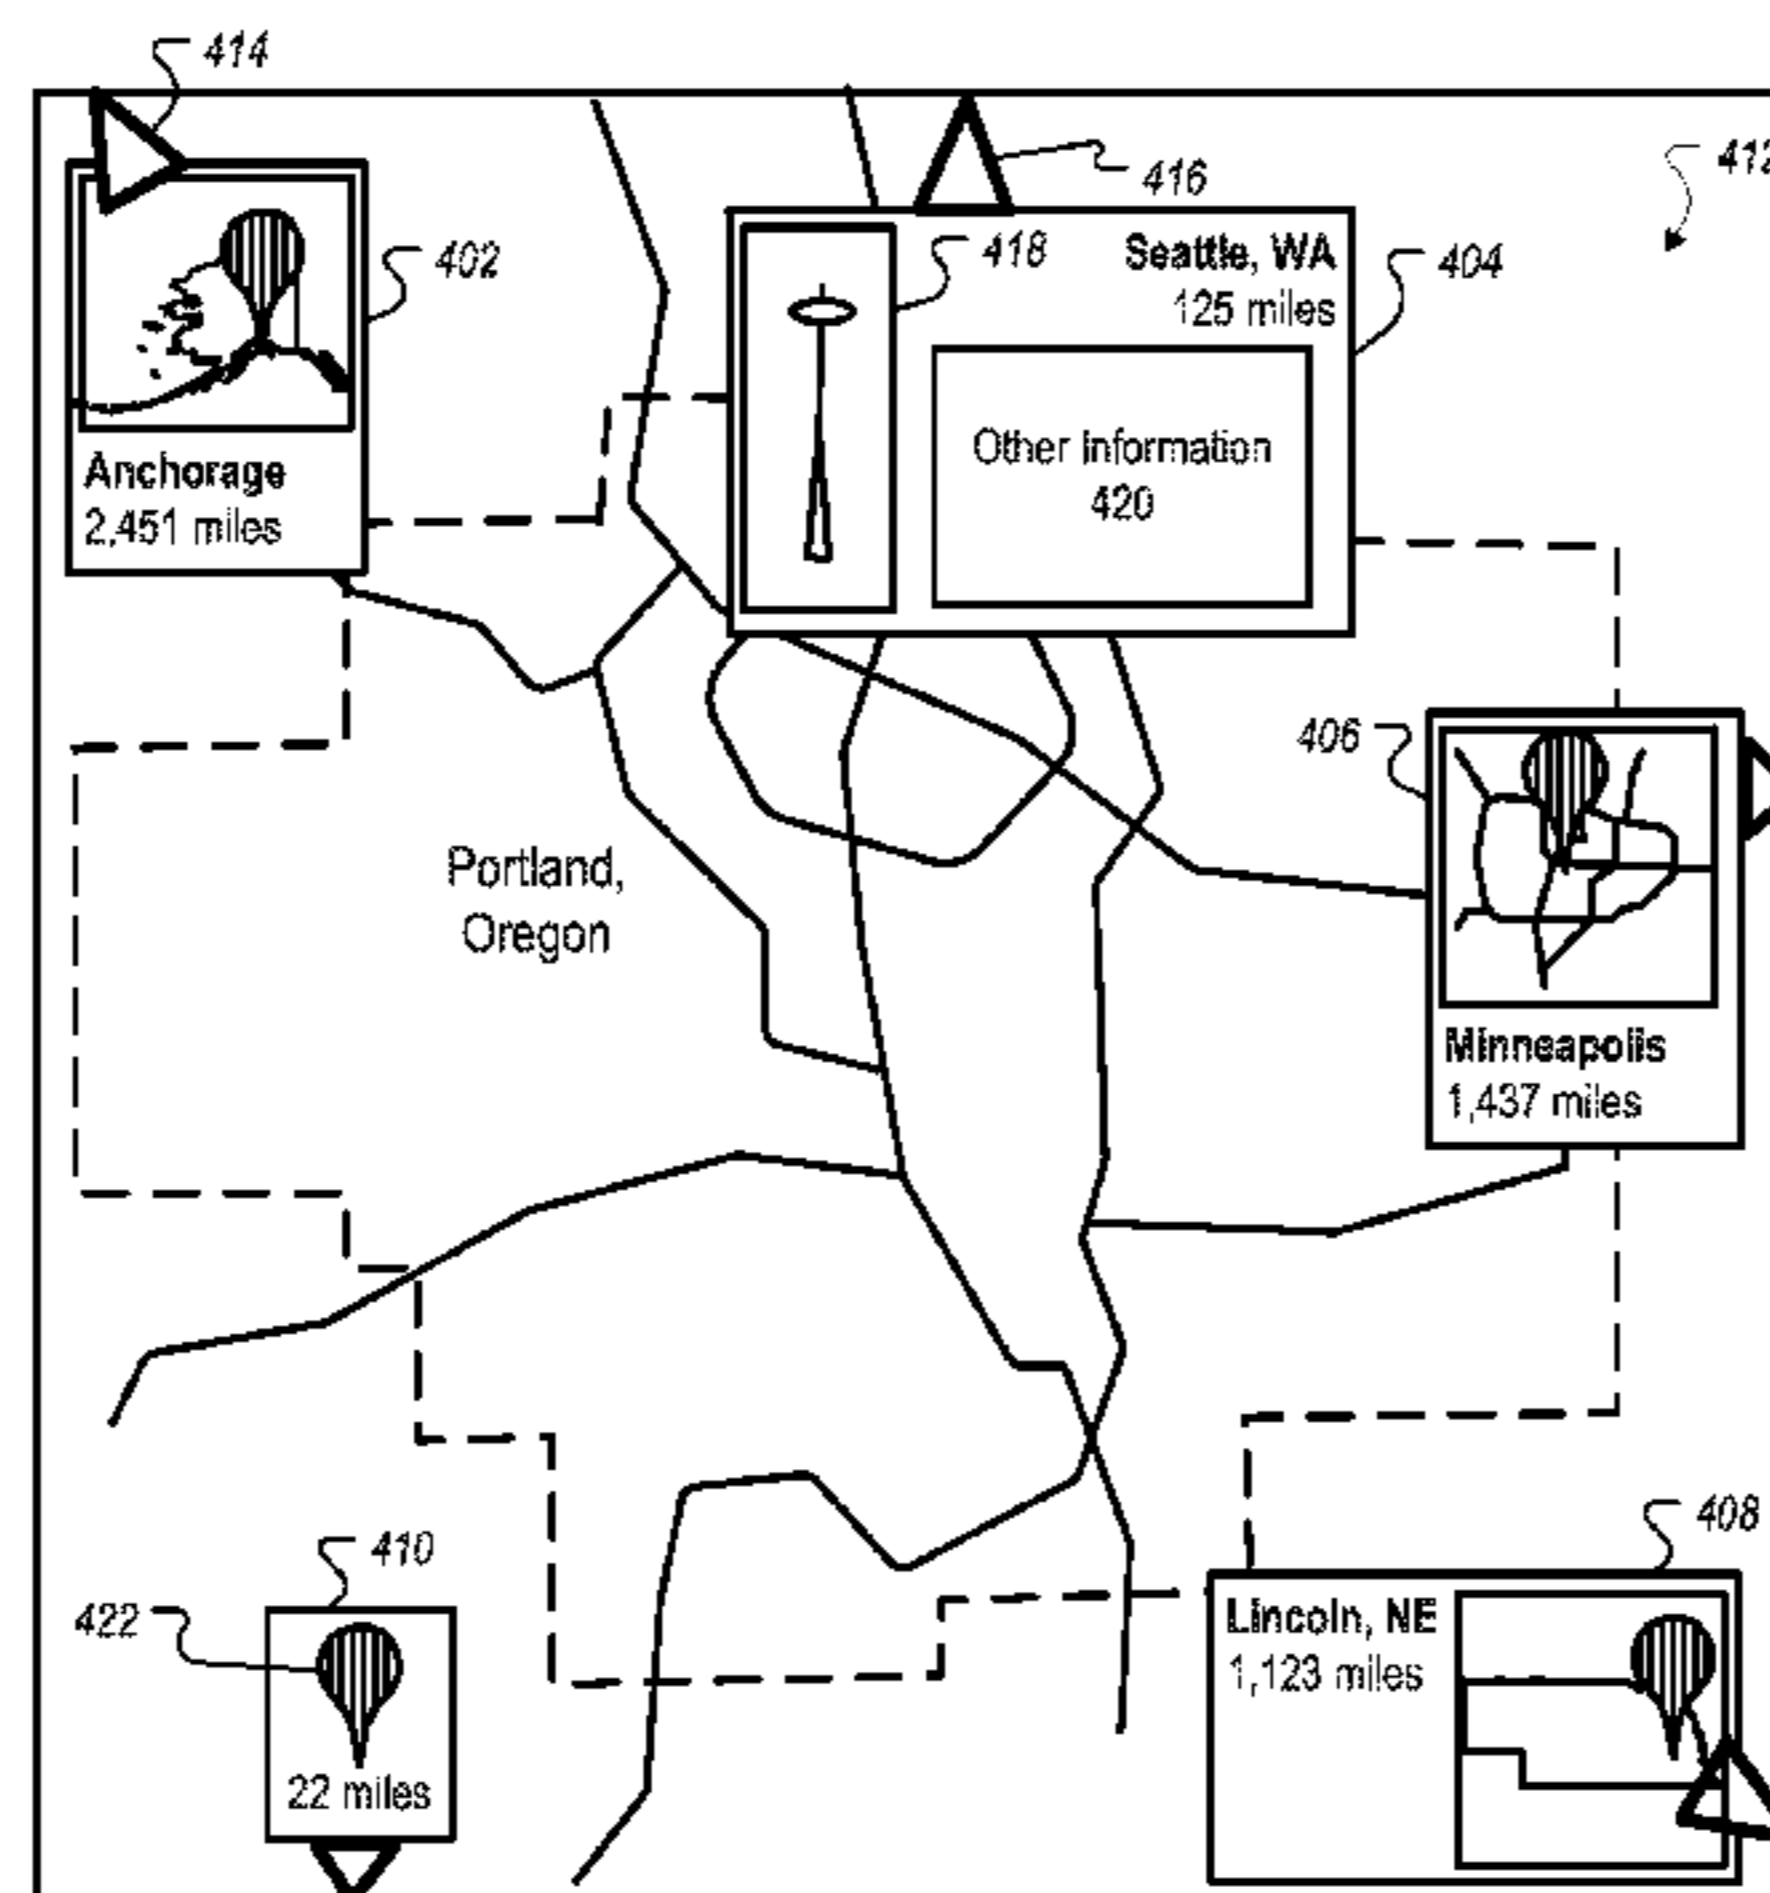 414
416
412
402
418
Seattle, WA
125 miles
404
Other Information
420
Anchorage
2,451 miles
406
Portland,
Oregon
Minneapolis
1,437 miles
408
410
422
Lincoln, NE
1,123 miles
22 miles